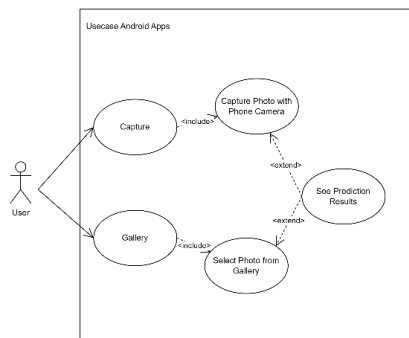 Usecase Android Apps
Capture Photo with
Phone Camera
<include>
Capture
<extend>
See Prediction
Results
User
<extend>
Gallery
<include>
Select Photo from
Gallery